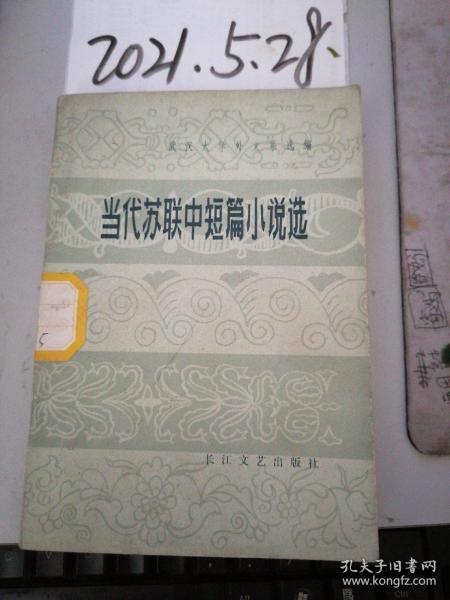 2021.5.28.
武汉大学外文系选编
当代苏联中短篇小说选
5
长江文艺出版社
孔夫子旧书网
www.kongfz.com